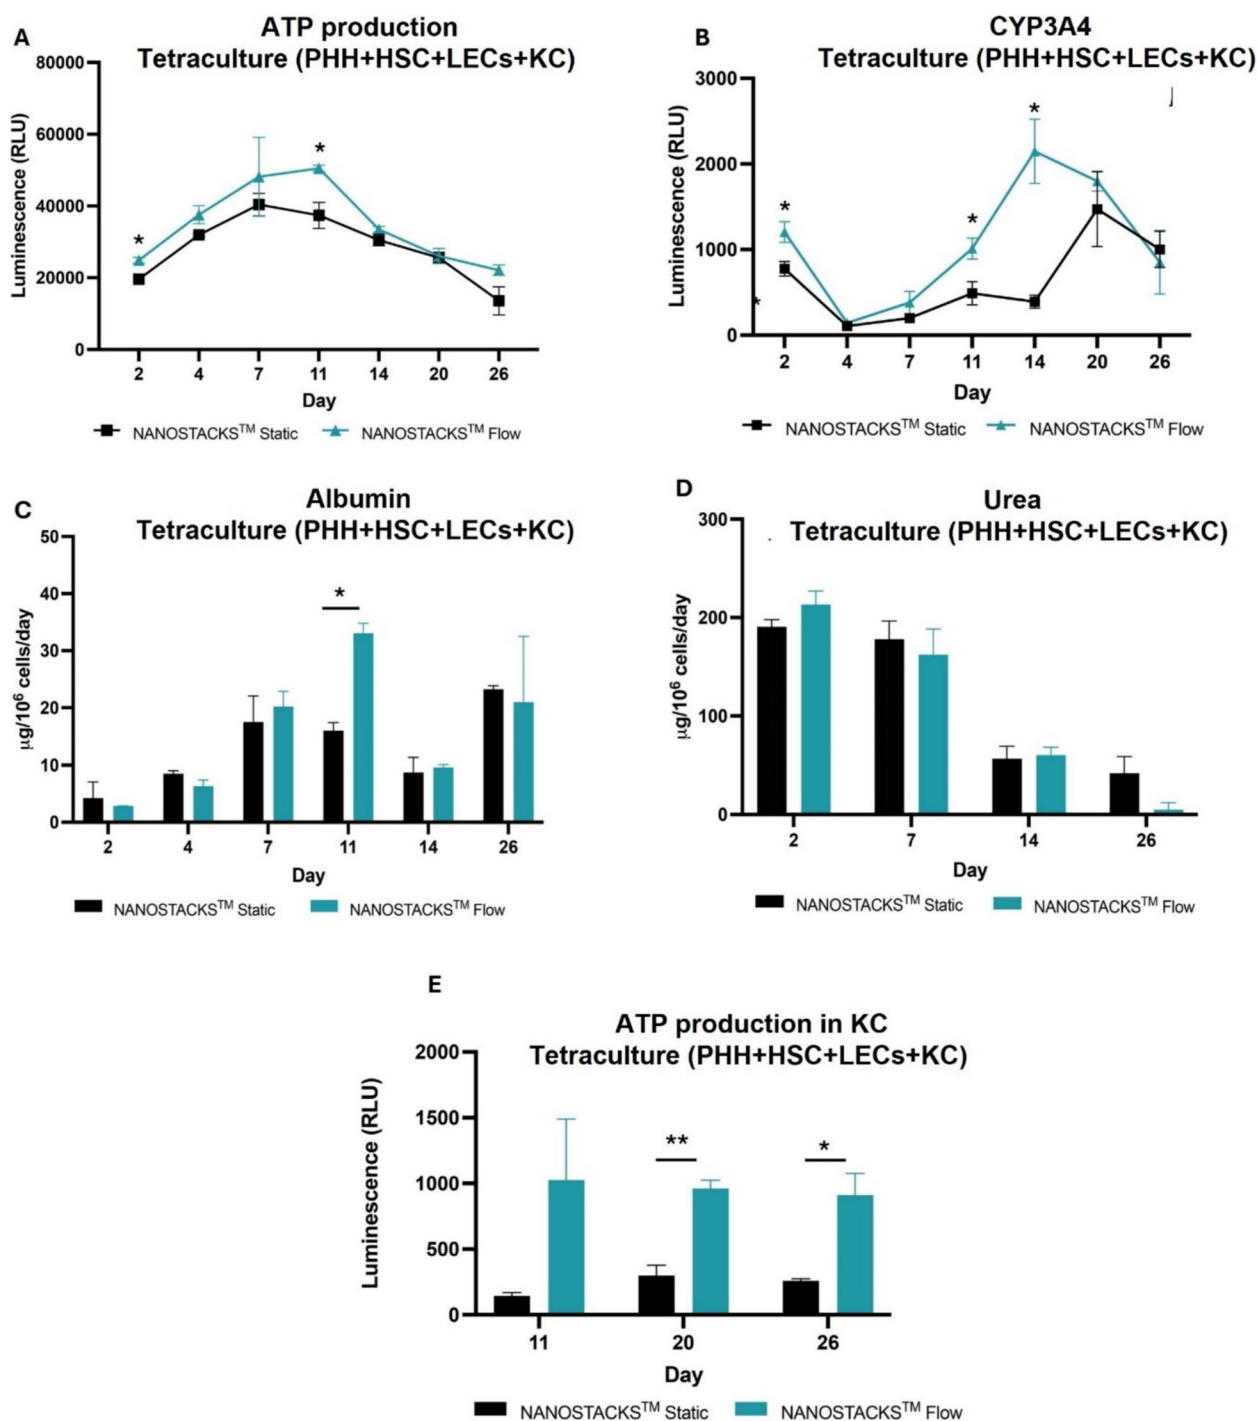 A
ATP production
Tetraculture (PHH+HSC+LECs+KC)
Luminescence (RLU)
80000
60000
40000
20000
0
*
*
2 4 7 11 14 20 26
Day
NANOSTACKS™ Static NANOSTACKS™ Flow
B
CYP3A4
Tetraculture (PHH+HSC+LECs+KC)
Luminescence (RLU)
3000
2000
1000
0
*
*
*
*
2 4 7 11 14 20 26
Day
NANOSTACKS™ Static NANOSTACKS™ Flow
C
Albumin
Tetraculture (PHH+HSC+LECs+KC)
µg/10⁶ cells/day
50
40
30
20
10
0
*
2 4 7 11 14 26
Day
NANOSTACKS™ Static NANOSTACKS™ Flow
D
Urea
Tetraculture (PHH+HSC+LECs+KC)
µg/10⁶ cells/day
300
200
100
0
2 7 14 26
Day
NANOSTACKS™ Static NANOSTACKS™ Flow
E
ATP production in KC
Tetraculture (PHH+HSC+LECs+KC)
Luminescence (RLU)
2000
1500
1000
500
0
** *
11 20 26
Day
NANOSTACKS™ Static NANOSTACKS™ Flow